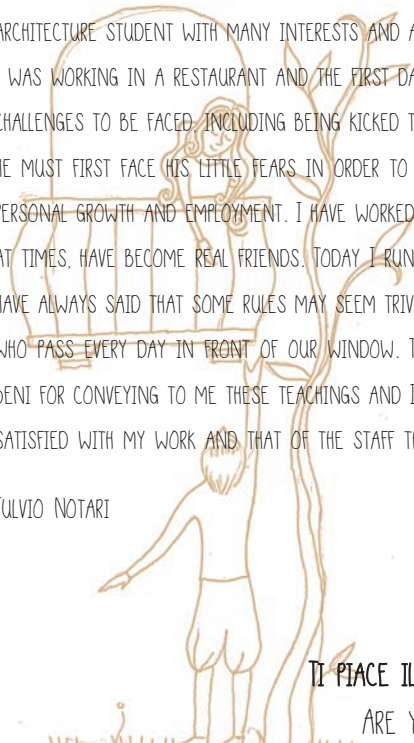 ARCHITECTURE STUDENT WITH MANY INTERESTS AND A
WAS WORKING IN A RESTAURANT AND THE FIRST DA
CHALLENGES TO BE FACED, INCLUDING BEING KICKED T
HE MUST FIRST FACE HIS LITTLE FEARS IN ORDER TO
PERSONAL GROWTH AND EMPLOYMENT. I HAVE WORKED
AT TIMES, HAVE BECOME REAL FRIENDS. TODAY I RUN
HAVE ALWAYS SAID THAT SOME RULES MAY SEEM TRIV
WHO PASS EVERY DAY IN FRONT OF OUR WINDOW. T
DENI FOR CONVEYING TO ME THESE TEACHINGS AND I
SATISFIED WITH MY WORK AND THAT OF THE STAFF TH
FULVIO NOTARI
TI PIACE IL
ARE Y